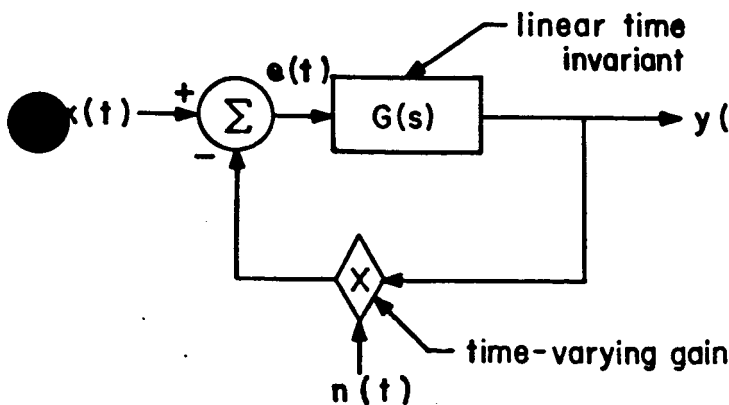 linear time
invariant
e(t)
+
x(t)
Σ
G(s)
y(
−
X
time-varying gain
n(t)